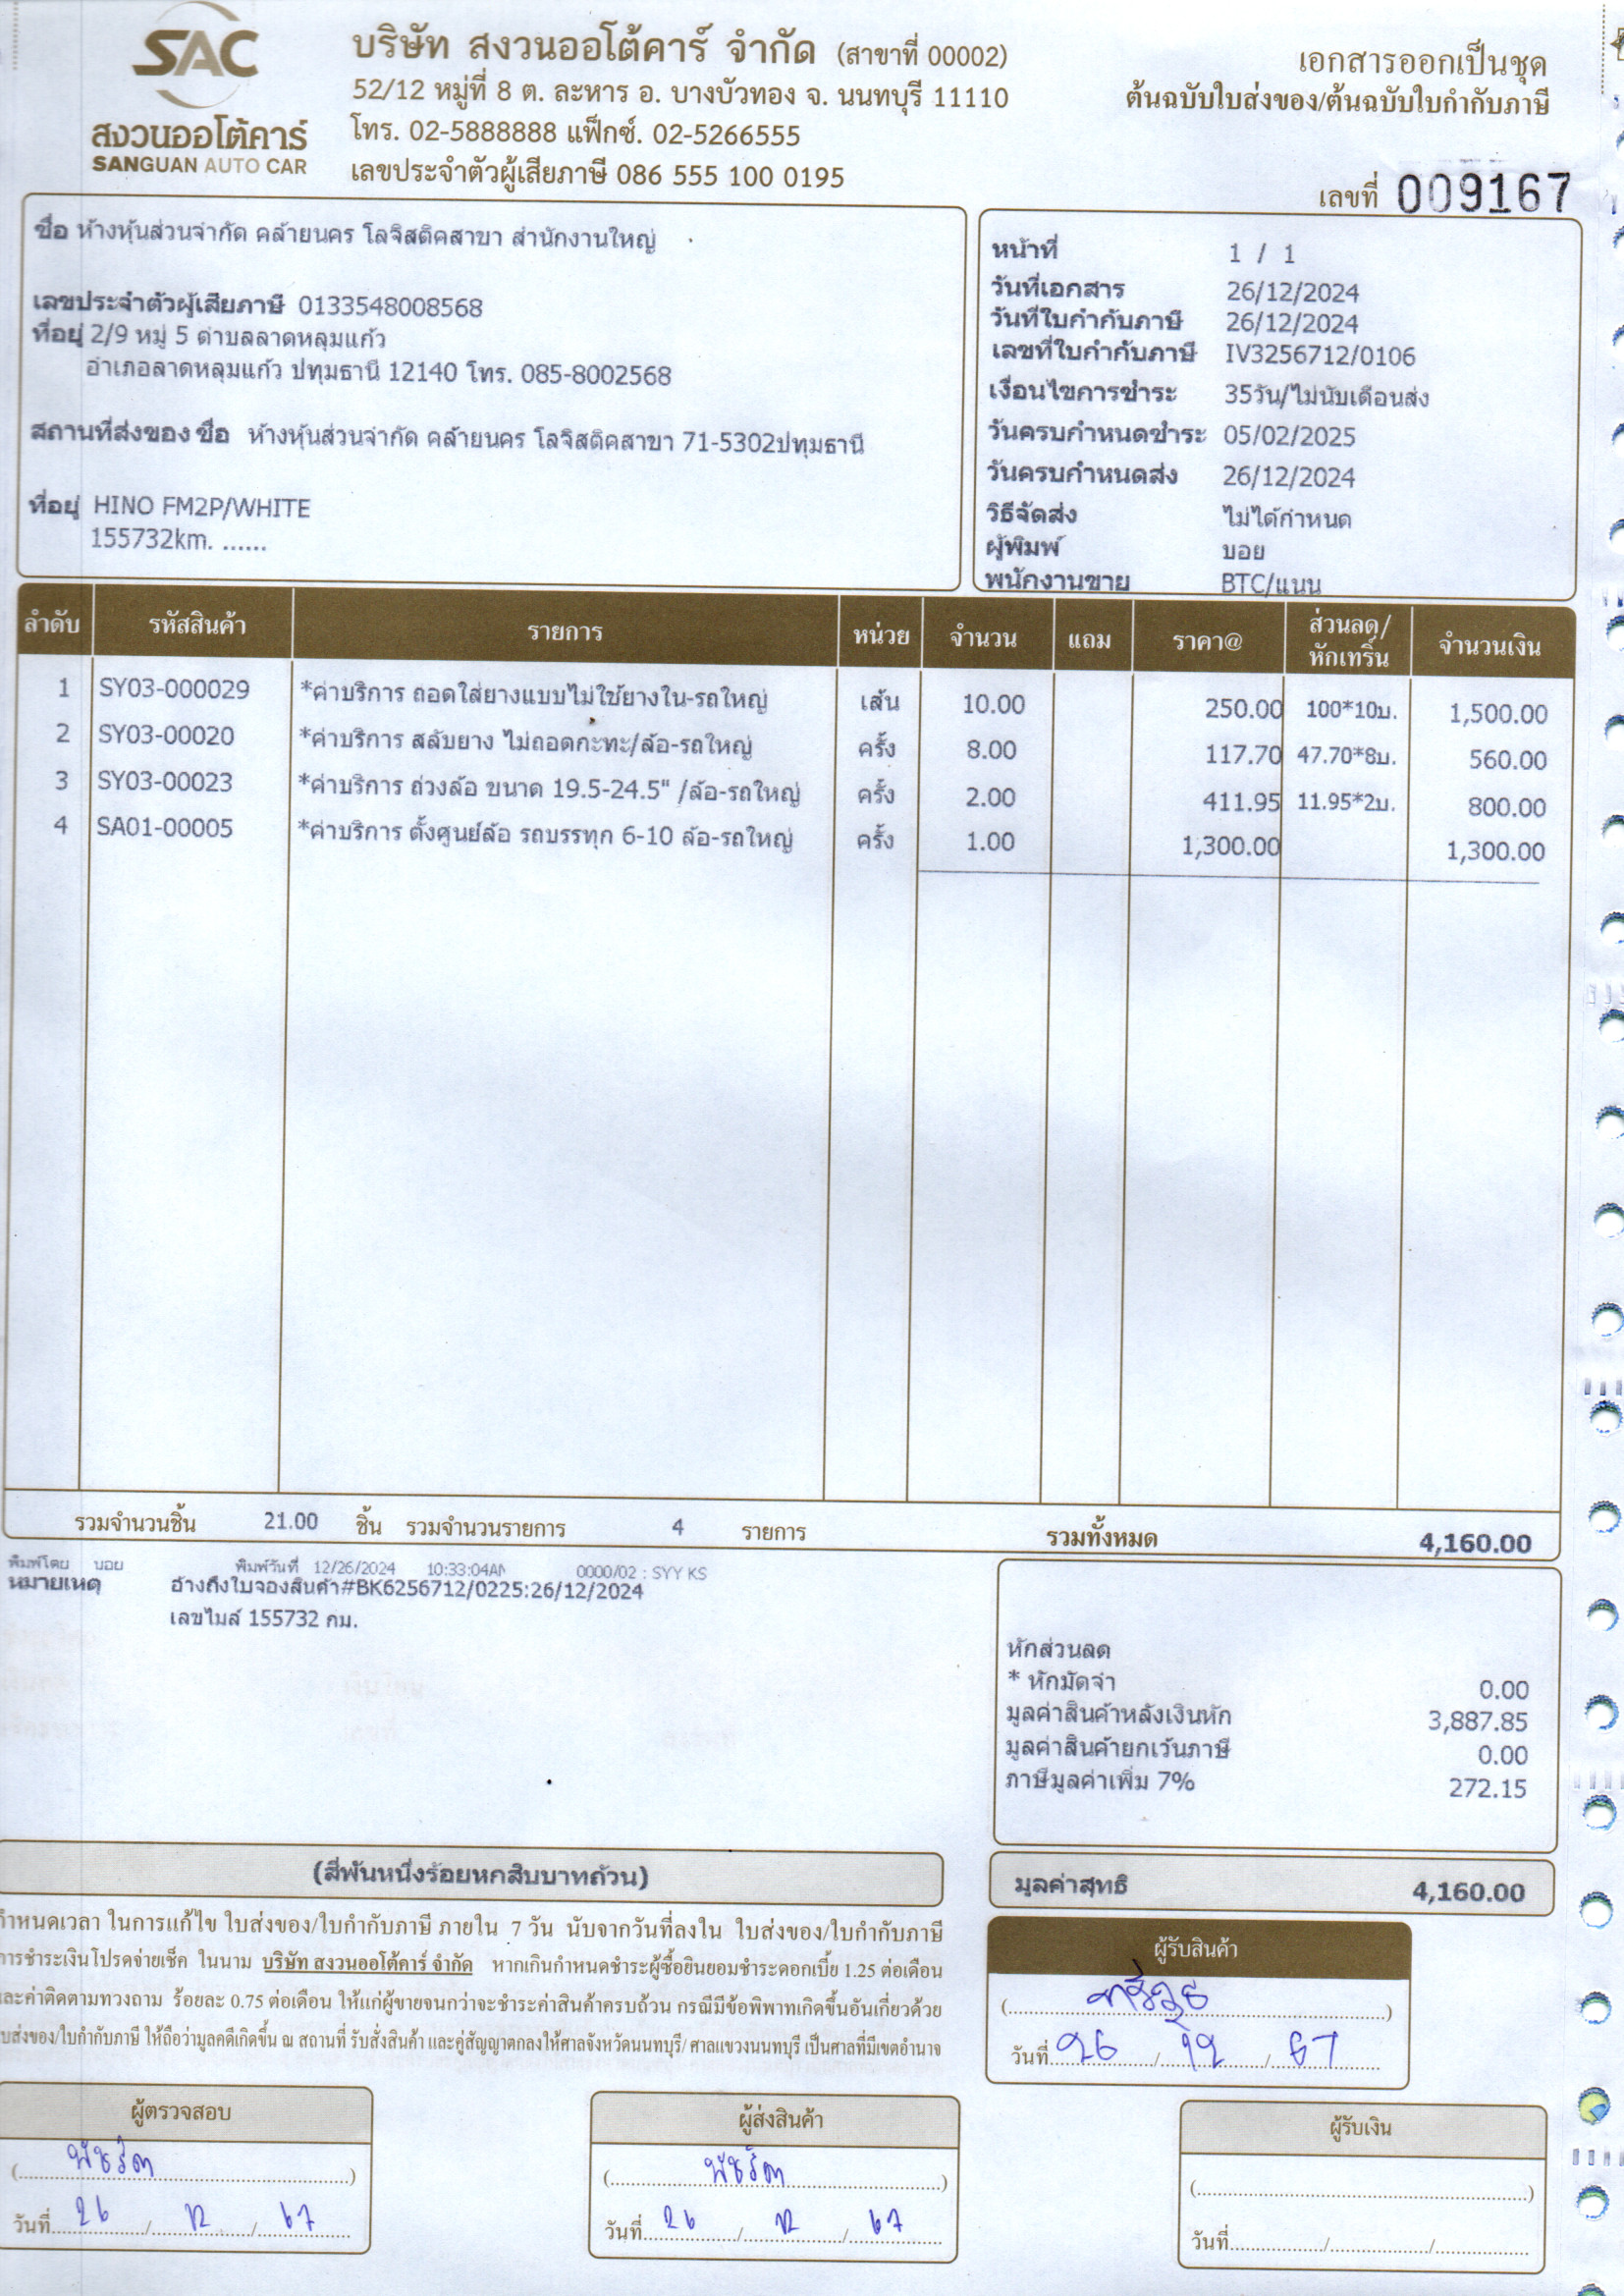 SAC
สงวนออโต้คาร์
SANGUAN AUTO CAR
บริษัท สงวนออโต้คาร์ จำกัด (สาขาที่ 00002)
52/12 หมู่ที่ 8 ต. ละหาร อ. บางบัวทอง จ. นนทบุรี 11110
โทร. 02-5888888 แฟ็กซ์. 02-5266555
เลขประจำตัวผู้เสียภาษี 086 555 100 0195
เอกสารออกเป็นชุด
ต้นฉบับใบส่งของ/ต้นฉบับใบกำกับภาษี
เลขที่ 009167
ชื่อ ห้างหุ้นส่วนจำกัด คล้ายนคร โลจิสติคสาขา สำนักงานใหญ่
เลขประจำตัวผู้เสียภาษี 0133548008568
ที่อยู่ 2/9 หมู่ 5 ตำบลลาดหลุมแก้ว
อำเภอลาดหลุมแก้ว ปทุมธานี 12140 โทร. 085-8002568
สถานที่ส่งของ ชื่อ ห้างหุ้นส่วนจำกัด คล้ายนคร โลจิสติคสาขา 71-5302ปทุมธานี
ที่อยู่ HINO FM2P/WHITE
155732km. ......
หน้าที่ 1 / 1
วันที่เอกสาร 26/12/2024
วันที่ใบกำกับภาษี 26/12/2024
เลขที่ใบกำกับภาษี IV3256712/0106
เงื่อนไขการชำระ 35วัน/ไม่นับเดือนส่ง
วันครบกำหนดชำระ 05/02/2025
วันครบกำหนดส่ง 26/12/2024
วิธีจัดส่ง ไม่ได้กำหนด
ผู้พิมพ์ บอย
พนักงานขาย BTC/แนน
ลำดับ รหัสสินค้า รายการ หน่วย จำนวน แถม ราคา@ ส่วนลด/หักเทริ์น จำนวนเงิน
1 SY03-000029 *ค่าบริการ ถอดใส่ยางแบบไม่ใช้ยางใน-รถใหญ่ เส้น 10.00 250.00 100*10บ. 1,500.00
2 SY03-00020 *ค่าบริการ สลับยาง ไม่ถอดกะทะ/ล้อ-รถใหญ่ ครั้ง 8.00 117.70 47.70*8บ. 560.00
3 SY03-00023 *ค่าบริการ ถ่วงล้อ ขนาด 19.5-24.5" /ล้อ-รถใหญ่ ครั้ง 2.00 411.95 11.95*2บ. 800.00
4 SA01-00005 *ค่าบริการ ตั้งศูนย์ล้อ รถบรรทุก 6-10 ล้อ-รถใหญ่ ครั้ง 1.00 1,300.00 1,300.00
รวมจำนวนชิ้น 21.00 ชิ้น รวมจำนวนรายการ 4 รายการ รวมทั้งหมด 4,160.00
พิมพ์โดย บอย พิมพ์วันที่ 12/26/2024 10:33:04AM 0000/02 : SYY KS
หมายเหตุ อ้างถึงใบจองสินค้า#BK6256712/0225:26/12/2024
เลขไมล์ 155732 กม.
หักส่วนลด
* หักมัดจำ 0.00
มูลค่าสินค้าหลังเงินหัก 3,887.85
มูลค่าสินค้ายกเว้นภาษี 0.00
ภาษีมูลค่าเพิ่ม 7% 272.15
(สี่พันหนึ่งร้อยหกสิบบาทถ้วน)
มูลค่าสุทธิ 4,160.00
กำหนดเวลา ในการแก้ไข ใบส่งของ/ใบกำกับภาษี ภายใน 7 วัน นับจากวันที่ลงใน ใบส่งของ/ใบกำกับภาษี
การชำระเงินโปรดจ่ายเช็ค ในนาม บริษัท สงวนออโต้คาร์ จำกัด หากเกินกำหนดชำระผู้ซื้อยินยอมชำระดอกเบี้ย 1.25 ต่อเดือน
และค่าติดตามทวงถาม ร้อยละ 0.75 ต่อเดือน ให้แก่ผู้ขายจนกว่าจะชำระค่าสินค้าครบถ้วน กรณีมีข้อพิพาทเกิดขึ้นอันเกี่ยวด้วย
ใบส่งของ/ใบกำกับภาษี ให้ถือว่ามูลคดีเกิดขึ้น ณ สถานที่ รับสั่งสินค้า และคู่สัญญาตกลงให้ศาลจังหวัดนนทบุรี/ ศาลแขวงนนทบุรี เป็นศาลที่มีเขตอำนาจ
ผู้รับสินค้า
วันที่ 26 / 12 / 67
ผู้ตรวจสอบ
(พัชรีดา)
วันที่ 26 / 12 / 67
ผู้ส่งสินค้า
วันที่ 26 / 12 / 67
ผู้รับเงิน
วันที่